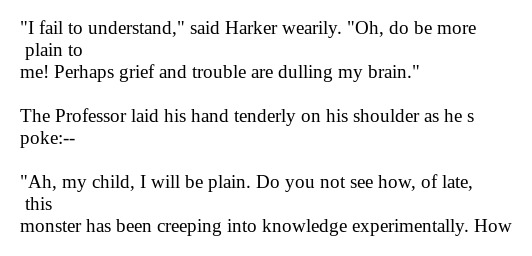 "I fail to understand," said Harker wearily. "Oh, do be more
plain to
me! Perhaps grief and trouble are dulling my brain."

The Professor laid his hand tenderly on his shoulder as he s
poke:--

"Ah, my child, I will be plain. Do you not see how, of late,
this
monster has been creeping into knowledge experimentally. How